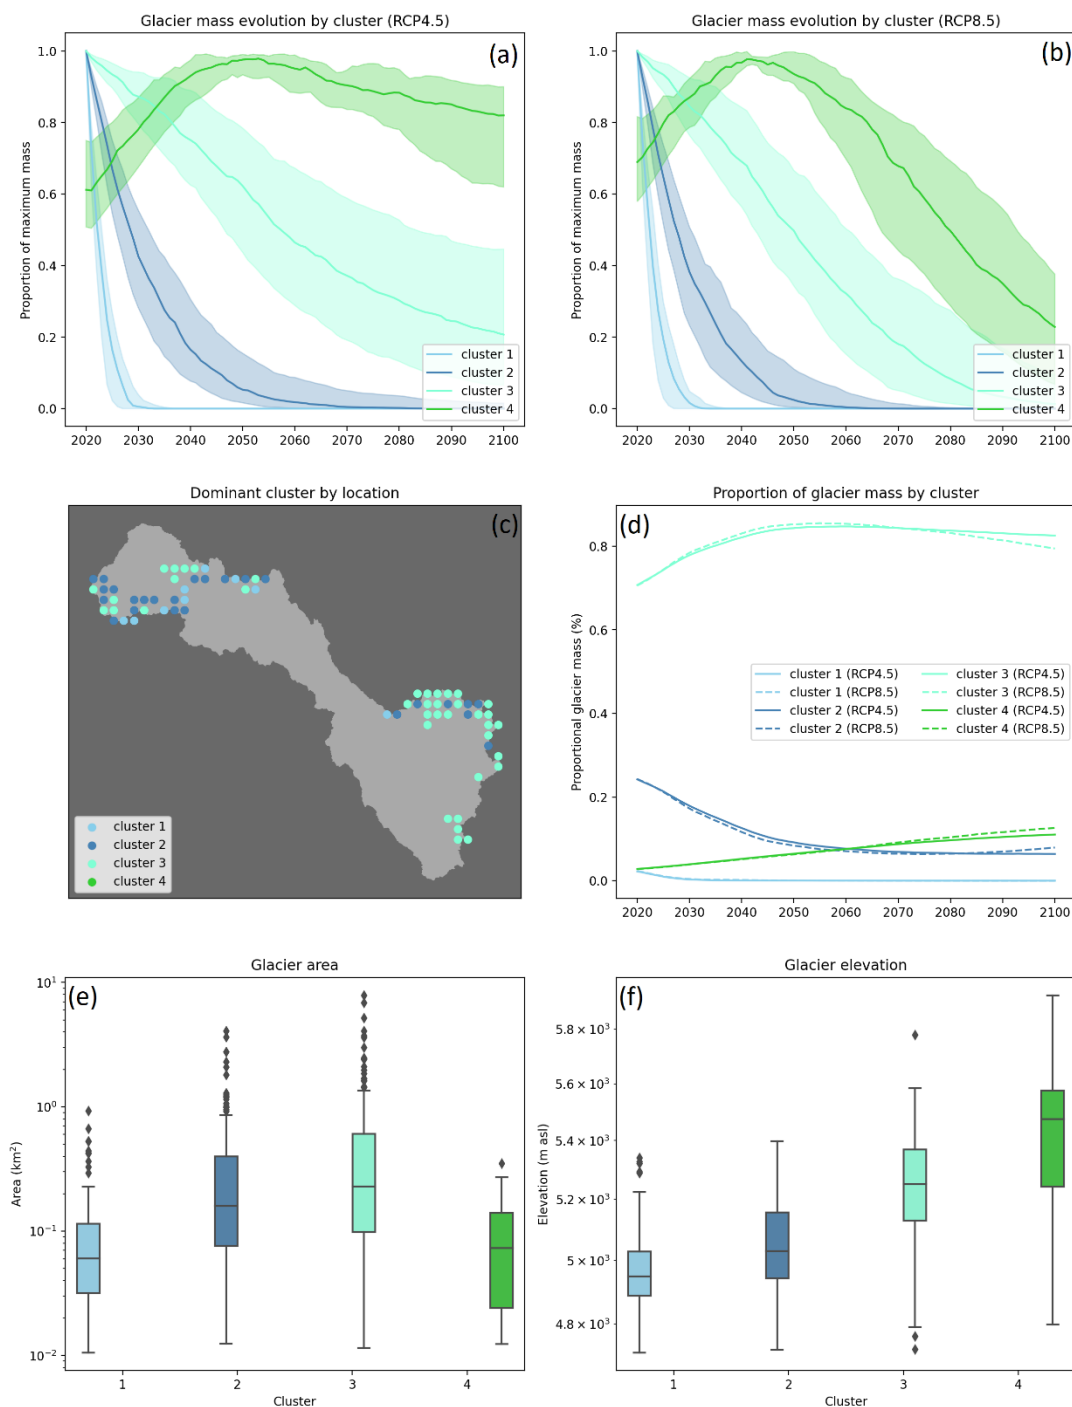 Glacier mass evolution by cluster (RCP4.5)
(a)
Proportion of maximum mass
1.0
0.8
0.6
0.4
0.2
0.0
cluster 1
cluster 2
cluster 3
cluster 4
2020 2030 2040 2050 2060 2070 2080 2090 2100
Glacier mass evolution by cluster (RCP8.5)
(b)
Proportion of maximum mass
1.0
0.8
0.6
0.4
0.2
0.0
cluster 1
cluster 2
cluster 3
cluster 4
2020 2030 2040 2050 2060 2070 2080 2090 2100
Dominant cluster by location
(c)
cluster 1
cluster 2
cluster 3
cluster 4
Proportion of glacier mass by cluster
(d)
Proportional glacier mass (%)
0.8
0.6
0.4
0.2
0.0
cluster 1 (RCP4.5)
cluster 1 (RCP8.5)
cluster 2 (RCP4.5)
cluster 2 (RCP8.5)
cluster 3 (RCP4.5)
cluster 3 (RCP8.5)
cluster 4 (RCP4.5)
cluster 4 (RCP8.5)
2020 2030 2040 2050 2060 2070 2080 2090 2100
Glacier area
(e)
Area (km²)
10¹
10⁰
10⁻¹
10⁻²
1 2 3 4
Cluster
Glacier elevation
(f)
Elevation (m asl)
5.8 × 10³
5.6 × 10³
5.4 × 10³
5.2 × 10³
5 × 10³
4.8 × 10³
1 2 3 4
Cluster